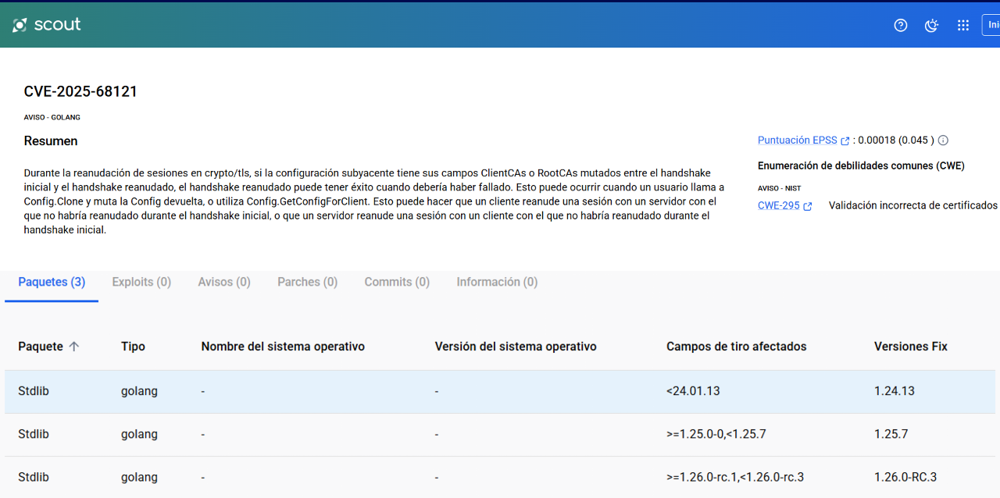 scout
Ini
CVE-2025-68121
AVISO - GOLANG
Resumen
Durante la reanudación de sesiones en crypto/tls, si la configuración subyacente tiene sus campos ClientCAs o RootCAs mutados entre el handshake
inicial y el handshake reanudado, el handshake reanudado puede tener éxito cuando debería haber fallado. Esto puede ocurrir cuando un usuario llama a
Config.Clone y muta la Config devuelta, o utiliza Config.GetConfigForClient. Esto puede hacer que un cliente reanude una sesión con un servidor con el
que no habría reanudado durante el handshake inicial, o que un servidor reanude una sesión con un cliente con el que no habría reanudado durante el
handshake inicial.
Puntuación EPSS : 0.00018 (0.045 )
Enumeración de debilidades comunes (CWE)
AVISO - NIST
CWE-295 Validación incorrecta de certificados
Paquetes (3) Exploits (0) Avisos (0) Parches (0) Commits (0) Información (0)
Paquete Tipo Nombre del sistema operativo Versión del sistema operativo Campos de tiro afectados Versiones Fix
Stdlib golang - - <24.01.13 1.24.13
Stdlib golang - - >=1.25.0-0,<1.25.7 1.25.7
Stdlib golang - - >=1.26.0-rc.1,<1.26.0-rc.3 1.26.0-RC.3